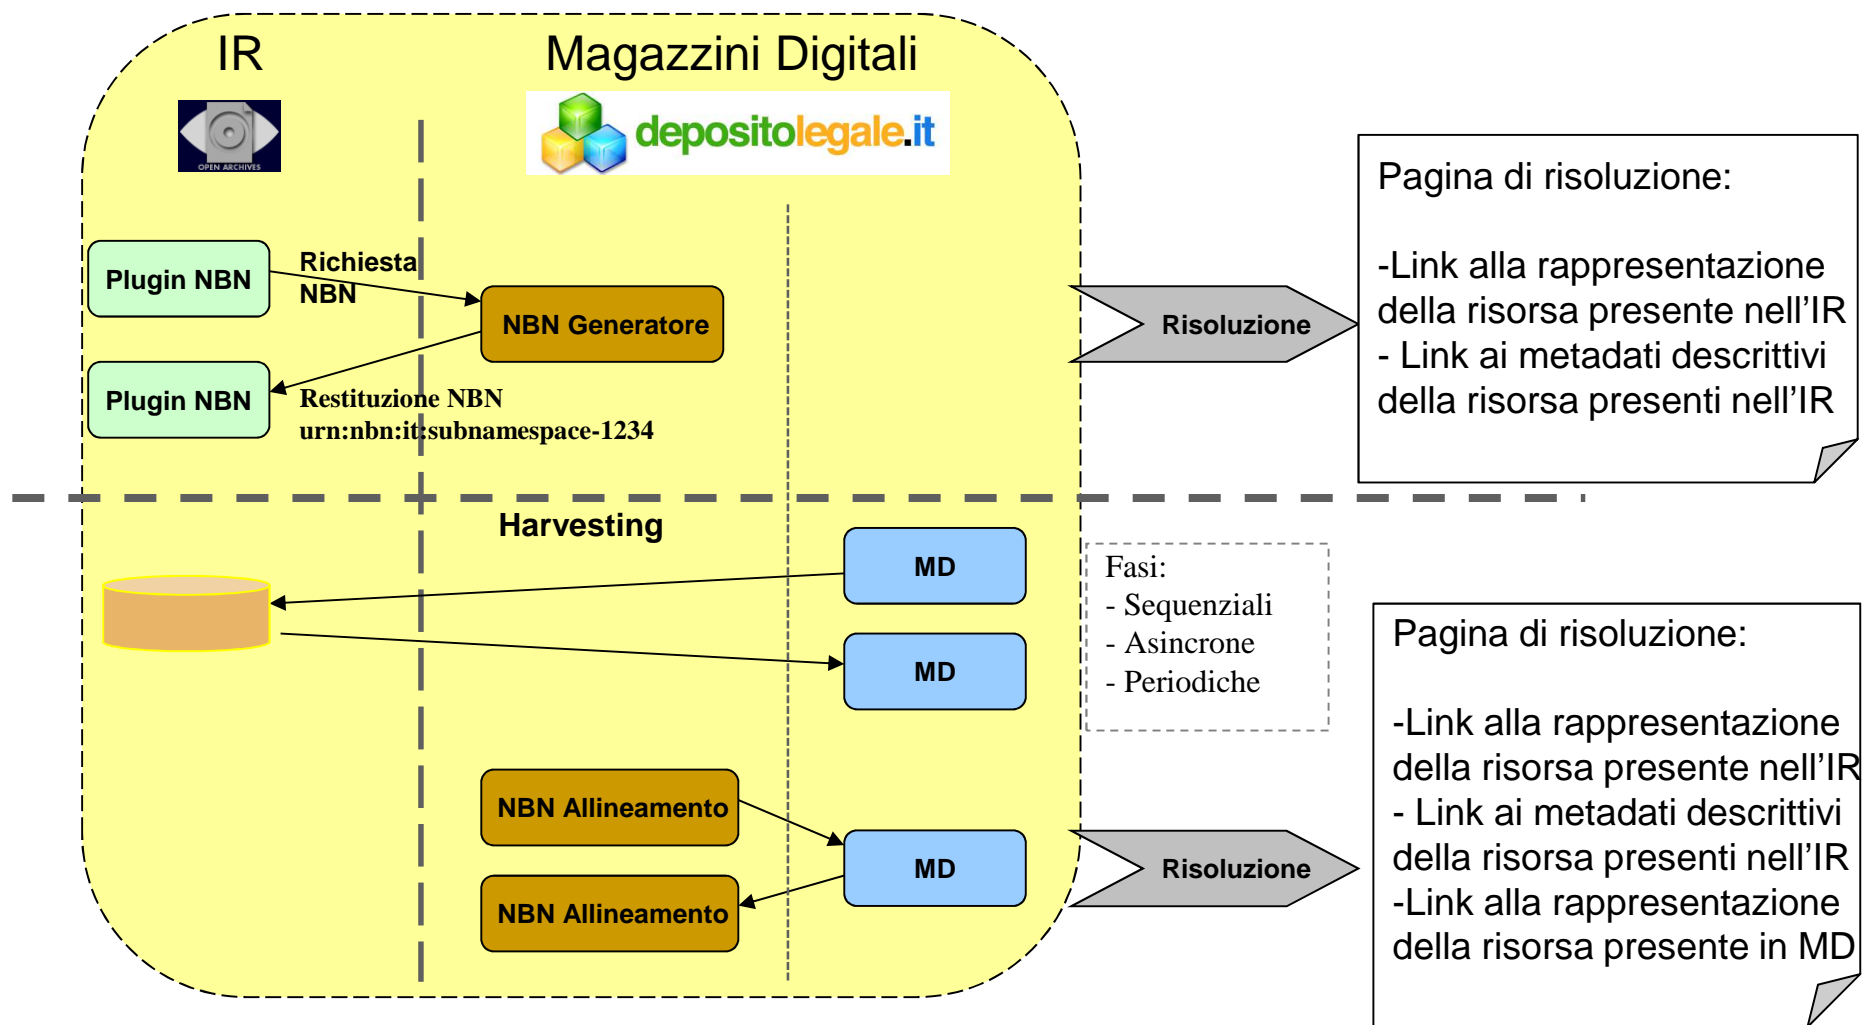 IR
Magazzini Digitali
OPEN ARCHIVES
depositolegale.it
Plugin NBN
Richiesta
NBN
NBN Generatore
Plugin NBN
Restituzione NBN
urn:nbn:it:subnamespace-1234
Risoluzione
Pagina di risoluzione:
-Link alla rappresentazione
della risorsa presente nell'IR
- Link ai metadati descrittivi
della risorsa presenti nell'IR
Harvesting
MD
MD
Fasi:
- Sequenziali
- Asincrone
- Periodiche
NBN Allineamento
NBN Allineamento
MD
Risoluzione
Pagina di risoluzione:
-Link alla rappresentazione
della risorsa presente nell'IR
- Link ai metadati descrittivi
della risorsa presenti nell'IR
-Link alla rappresentazione
della risorsa presente in MD